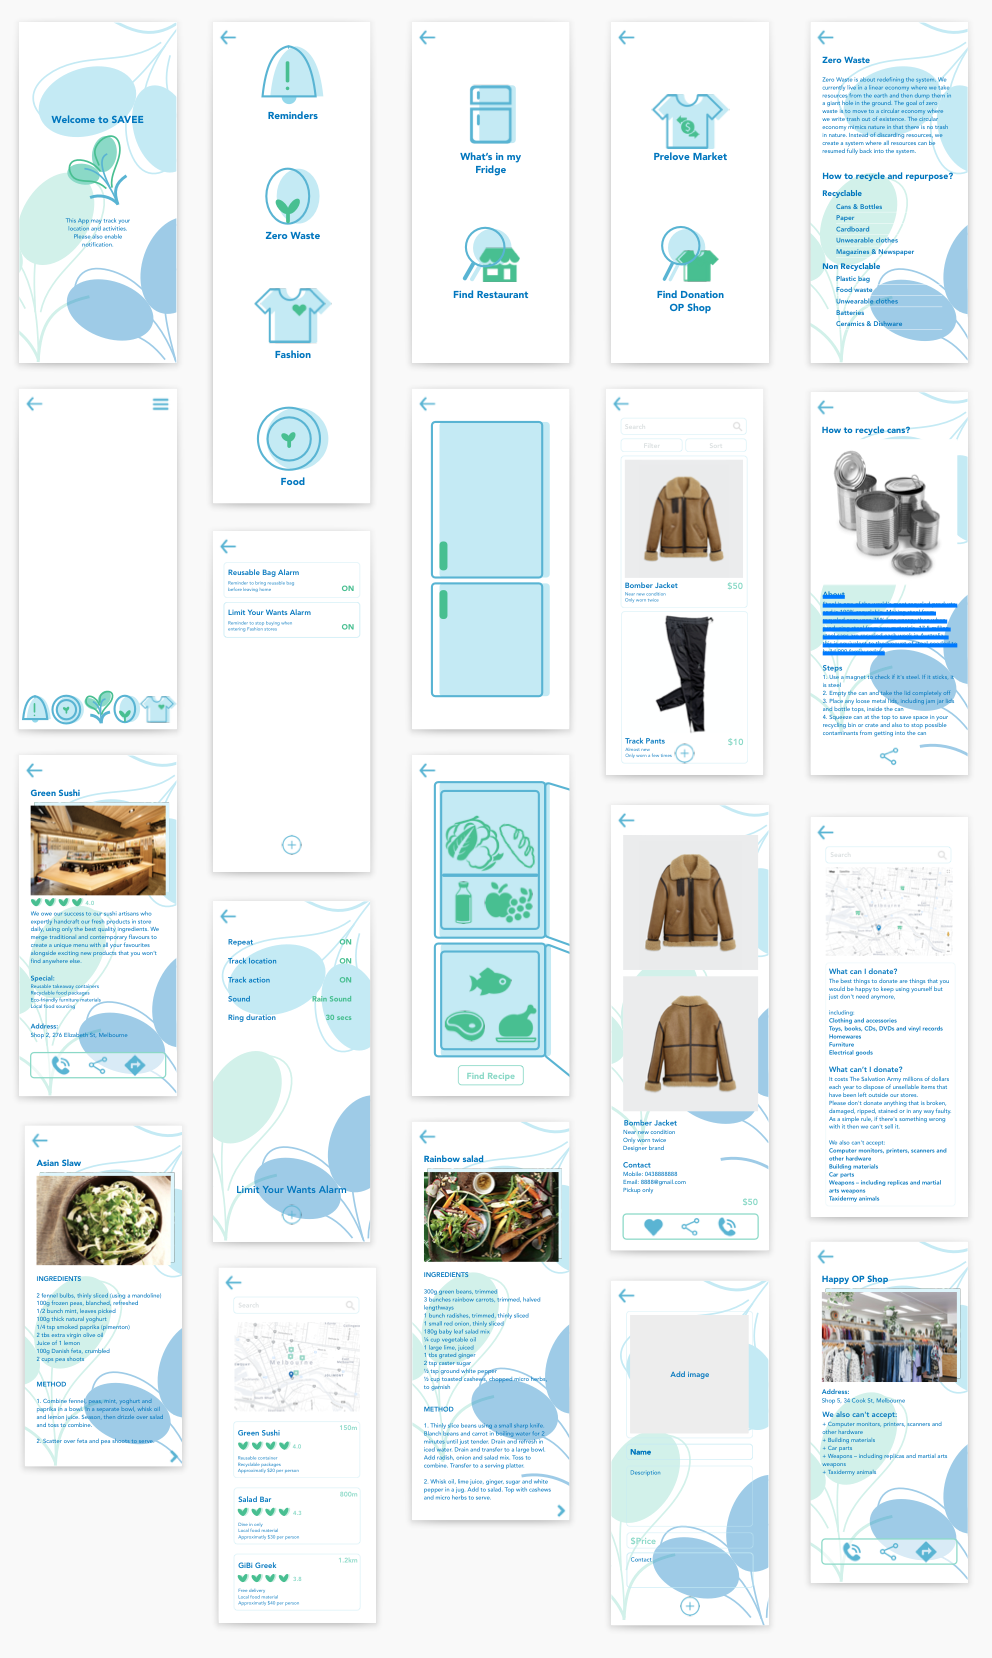 Welcome to SAVEE
This App may track your
location and activities.
Please also enable
notification.
Reminders
Zero Waste
Fashion
Food
What's in my
Fridge
Find Restaurant
Prelove Market
Find Donation
OP Shop
Zero Waste
Zero Waste is about redefining the system. We
currently live in a linear economy where we take
resources from the earth and then dump them in
a giant hole in the ground. The goal of zero
waste is to move to a circular economy where
we write trash out of existence. The circular
economy mimics nature in that there is no trash
in nature. Instead of discarding resources, we
create a system where all resources can be
resumed fully back into the system.
How to recycle and repurpose?
Recyclable
Cans & Bottles
Paper
Cardboard
Unwearable clothes
Magazines & Newspaper
Non Recyclable
Plastic bag
Food waste
Unwearable clothes
Batteries
Ceramics & Dishware
Reusable Bag Alarm
Reminder to bring reusable bag
before leaving home
ON
Limit Your Wants Alarm
Reminder to stop buying when
entering Fashion stores
ON
Search
Filter
Sort
Bomber Jacket
$50
Near new condition
Only worn twice
Track Pants
$10
Almost new
Only worn a few times
How to recycle cans?
About
Steps
1. Use a magnet to check if it's steel. If it sticks, it
is steel
2. Empty the can and take the lid completely off
3. Place any loose metal lids, including jam jar lids
and bottle tops, inside the can
4. Squeeze can at the top to save space in your
recycling bin or crate and also to stop possible
contaminants from getting into the can
Green Sushi
4.0
We owe our success to our sushi artisans who
expertly handcraft our fresh products in store
daily, using only the best quality ingredients. We
merge traditional and contemporary flavours to
create a unique menu with all your favourites
alongside exciting new products that you won't
find anywhere else.
Special:
Reusable takeaway containers
Recyclable food packages
Eco-friendly furniture materials
Local food sourcing
Address:
Shop 2, 276 Elizabeth St, Melbourne
Repeat
ON
Track location
ON
Track action
ON
Sound
Rain Sound
Ring duration
30 secs
Limit Your Wants Alarm
Find Recipe
Bomber Jacket
Near new condition
Only worn twice
Designer brand
Contact
Mobile: 0438888888
Email: 8888@gmail.com
Pickup only
$50
Search
Melbourne
What can I donate?
The best things to donate are things that you
would be happy to keep using yourself but
just don't need anymore,
including:
Clothing and accessories
Toys, books, CDs, DVDs and vinyl records
Homewares
Furniture
Electrical goods
What can't I donate?
It costs The Salvation Army millions of dollars
each year to dispose of unsellable items that
have been left outside our stores.
Please don't donate anything that is broken,
damaged, ripped, stained or in any way faulty.
As a simple rule, if there's something wrong
with it then we can't sell it.
We also can't accept:
Computer monitors, printers, scanners and
other hardware
Building materials
Car parts
Weapons – including replicas and martial
arts weapons
Taxidermy animals
Asian Slaw
INGREDIENTS
2 fennel bulbs, thinly sliced (using a mandoline)
100g frozen peas, blanched, refreshed
1/2 bunch mint, leaves picked
100g thick natural yoghurt
1/4 tsp smoked paprika (pimenton)
2 tbs extra virgin olive oil
Juice of 1 lemon
100g Danish feta, crumbled
2 cups pea shoots
METHOD
1. Combine fennel, peas, mint, yoghurt and
paprika in a bowl. In a separate bowl, whisk oil
and lemon juice. Season, then drizzle over salad
and toss to combine.
2. Scatter over feta and pea shoots to serve
Search
Melbourne
150m
Green Sushi
4.0
Reusable container
Recyclable packages
Approximately $20 per person
800m
Salad Bar
4.3
Dine in only
Local food material
Approximatly $30 per person
1.2km
GiBi Greek
3.8
Free delivery
Local food material
Approximatly $40 per person
Rainbow salad
INGREDIENTS
300g green beans, trimmed
3 bunches rainbow carrots, trimmed, halved
lengthways
1 bunch radishes, trimmed, thinly sliced
1 small red onion, thinly sliced
180g baby leaf salad mix
¼ cup vegetable oil
1 large lime, juiced
1 tbs grated ginger
2 tsp caster sugar
½ tsp ground white pepper
½ cup toasted cashews, chopped micro herbs,
to garnish
METHOD
1. Thinly slice beans using a small sharp knife.
Blanch beans and carrot in boiling water for 2
minutes until just tender. Drain and refresh in
iced water. Drain and transfer to a large bowl.
Add radish, onion and salad mix. Toss to
combine. Transfer to a serving platter.
2. Whisk oil, lime juice, ginger, sugar and white
pepper in a jug. Add to salad. Top with cashews
and micro herbs to serve.
Add image
Name
Description
$Price
Contact
Happy OP Shop
Address:
Shop 5, 34 Cook St, Melbourne
We also can't accept:
+ Computer monitors, printers, scanners and
other hardware
+ Building materials
+ Car parts
+ Weapons – including replicas and martial arts
weapons
+ Taxidermy animals